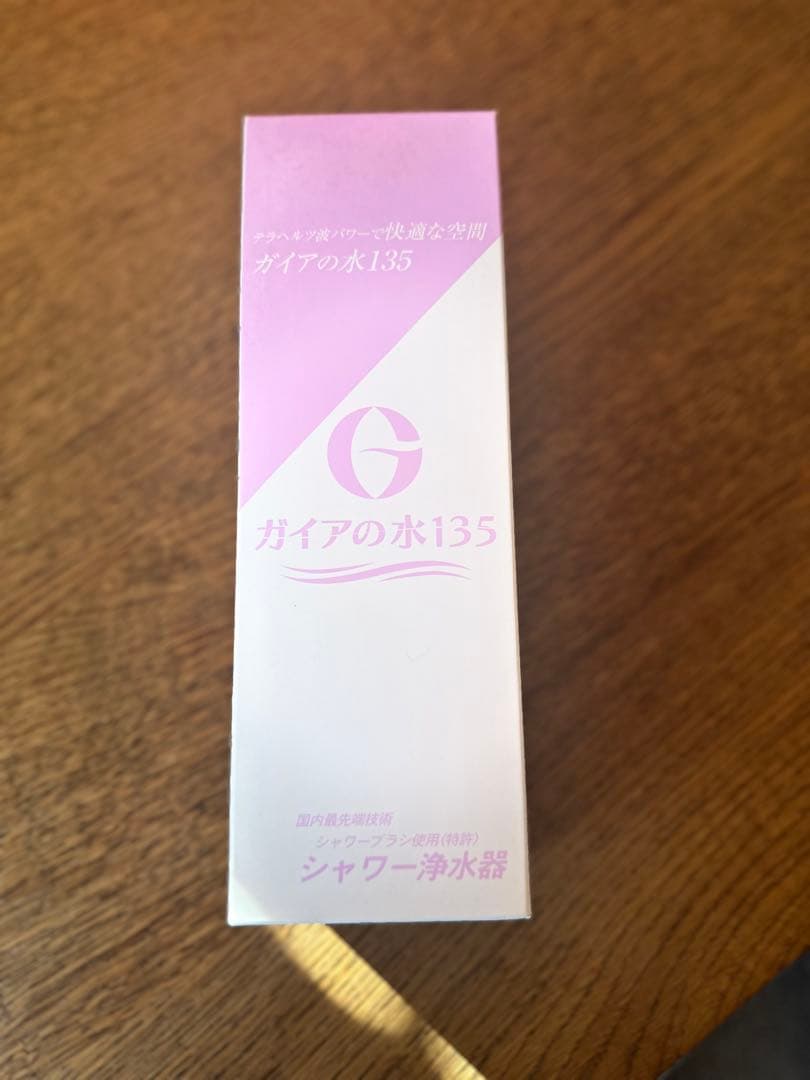 テラヘルツ波パワーで快適な空間
ガイアの水135
G
ガイアの水135
国内最先端技術
シャワーブラシ使用(特許)
シャワー浄水器